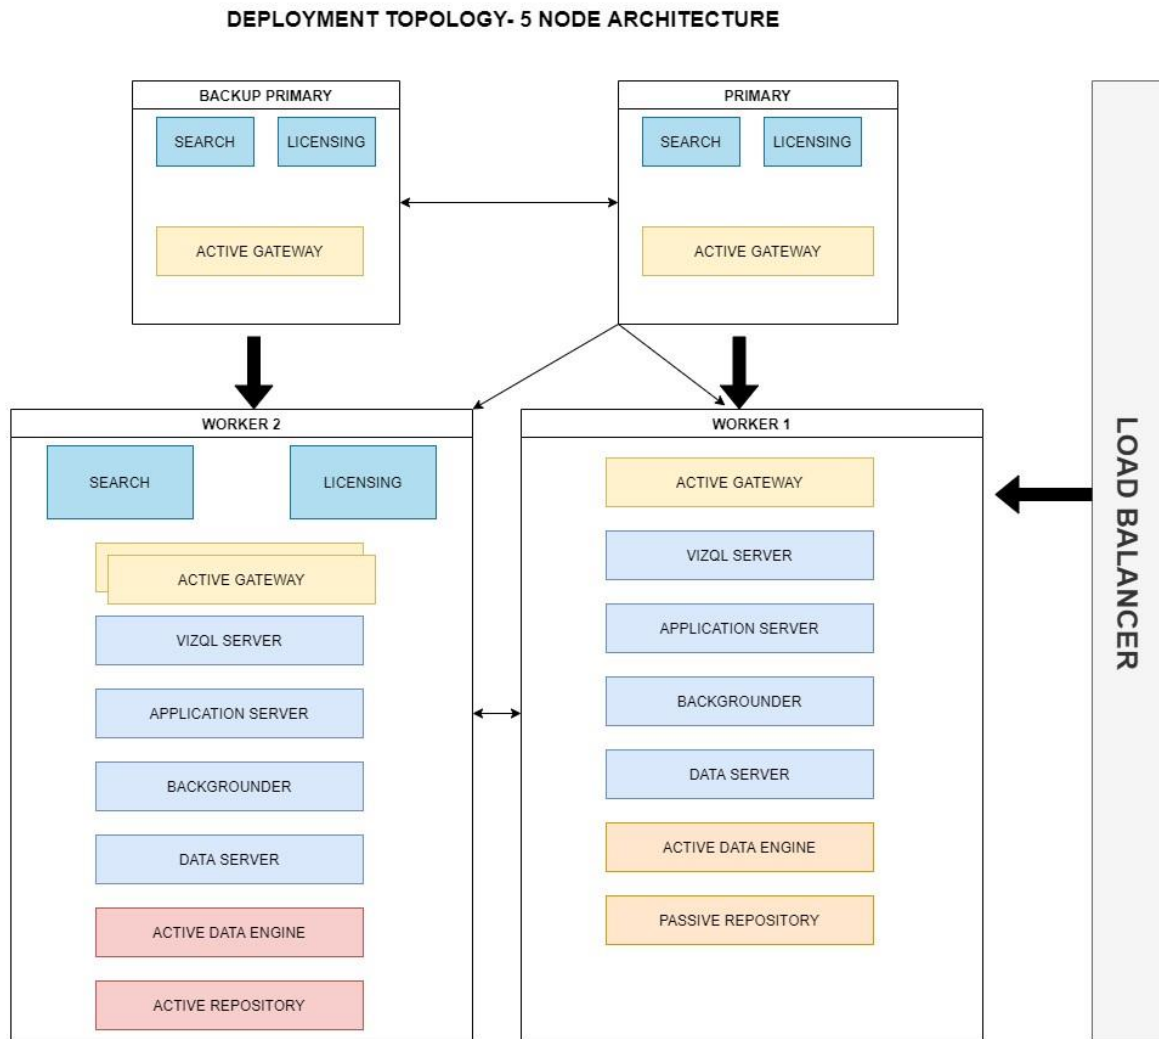 DEPLOYMENT TOPOLOGY- 5 NODE ARCHITECTURE
BACKUP PRIMARY
SEARCH
LICENSING
ACTIVE GATEWAY
PRIMARY
SEARCH
LICENSING
ACTIVE GATEWAY
WORKER 2
SEARCH
LICENSING
ACTIVE GATEWAY
VIZQL SERVER
APPLICATION SERVER
BACKGROUNDER
DATA SERVER
ACTIVE DATA ENGINE
ACTIVE REPOSITORY
WORKER 1
ACTIVE GATEWAY
VIZQL SERVER
APPLICATION SERVER
BACKGROUNDER
DATA SERVER
ACTIVE DATA ENGINE
PASSIVE REPOSITORY
LOAD BALANCER